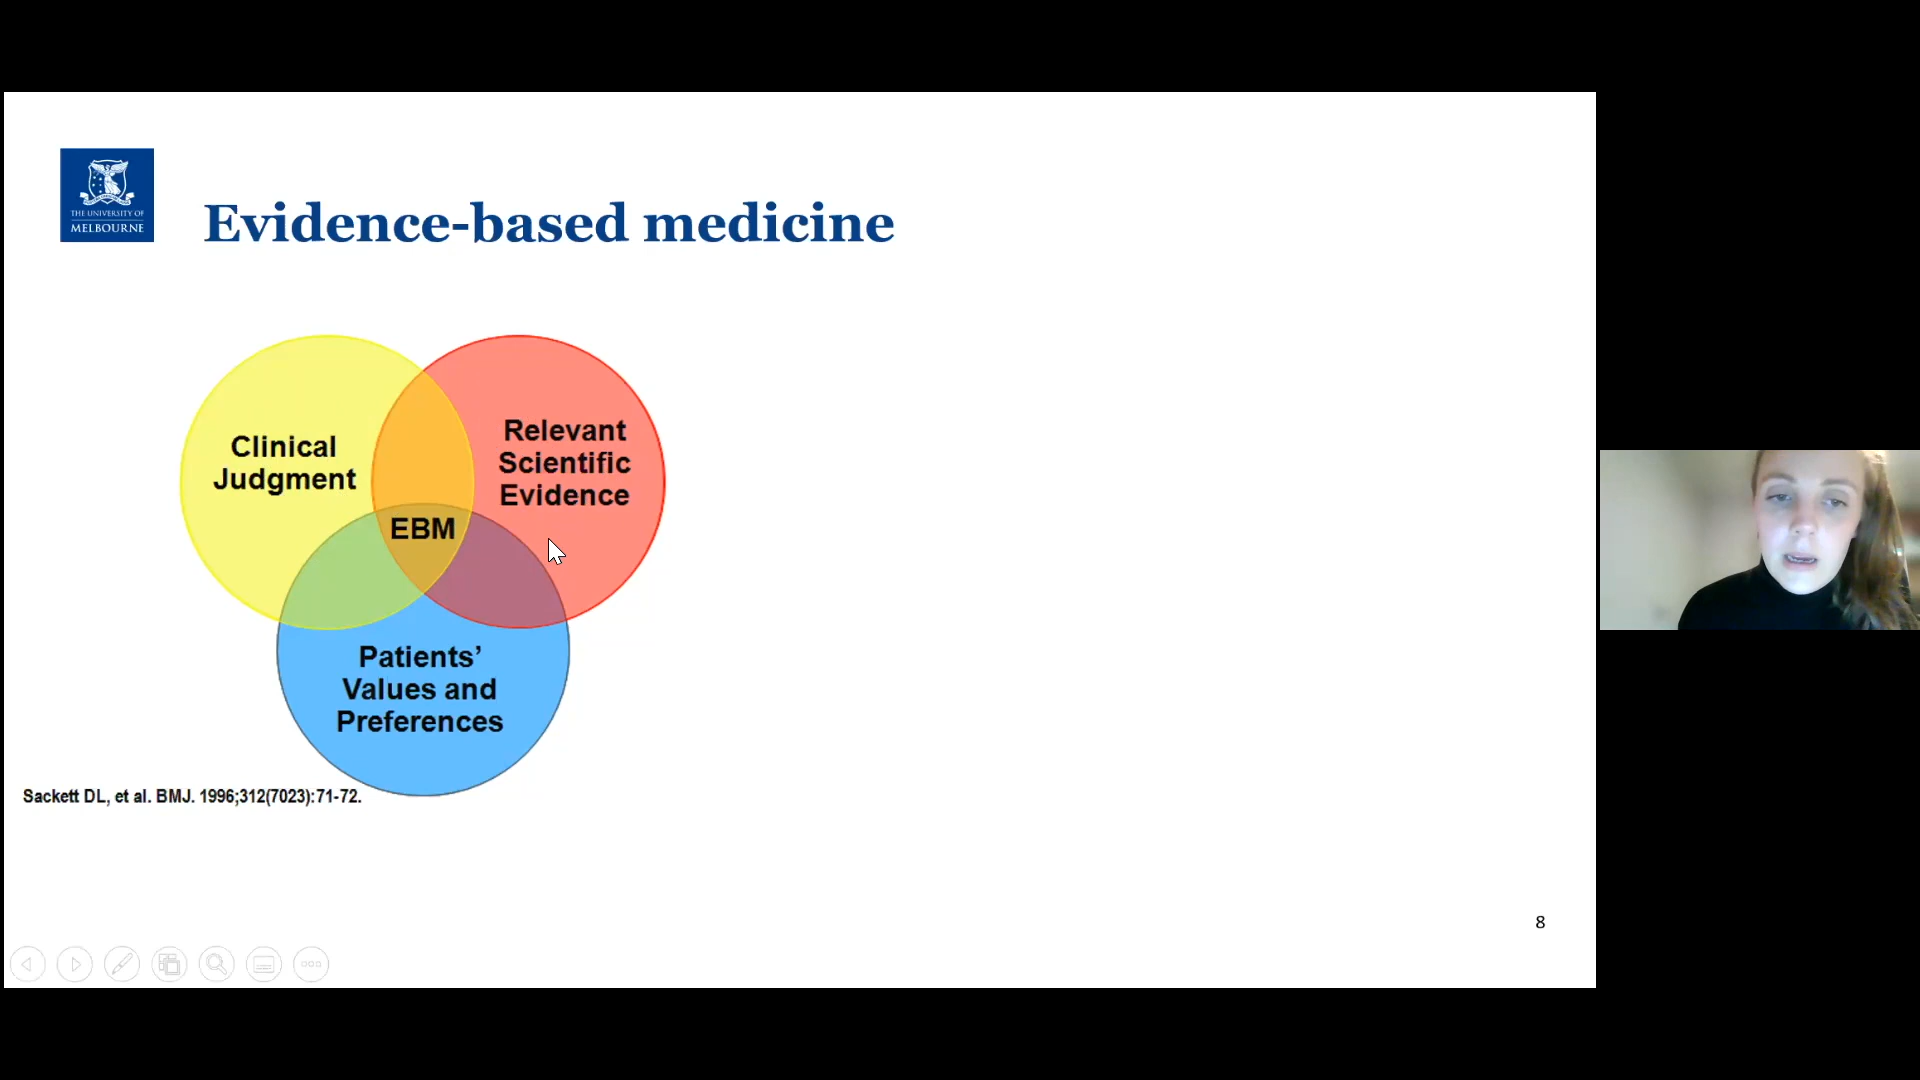 THE UNIVERSITY OF
MELBOURNE
Evidence-based medicine
Clinical
Judgment
Relevant
Scientific
Evidence
EBM
Patients’
Values and
Preferences
Sackett DL, et al. BMJ. 1996;312(7023):71-72.
8